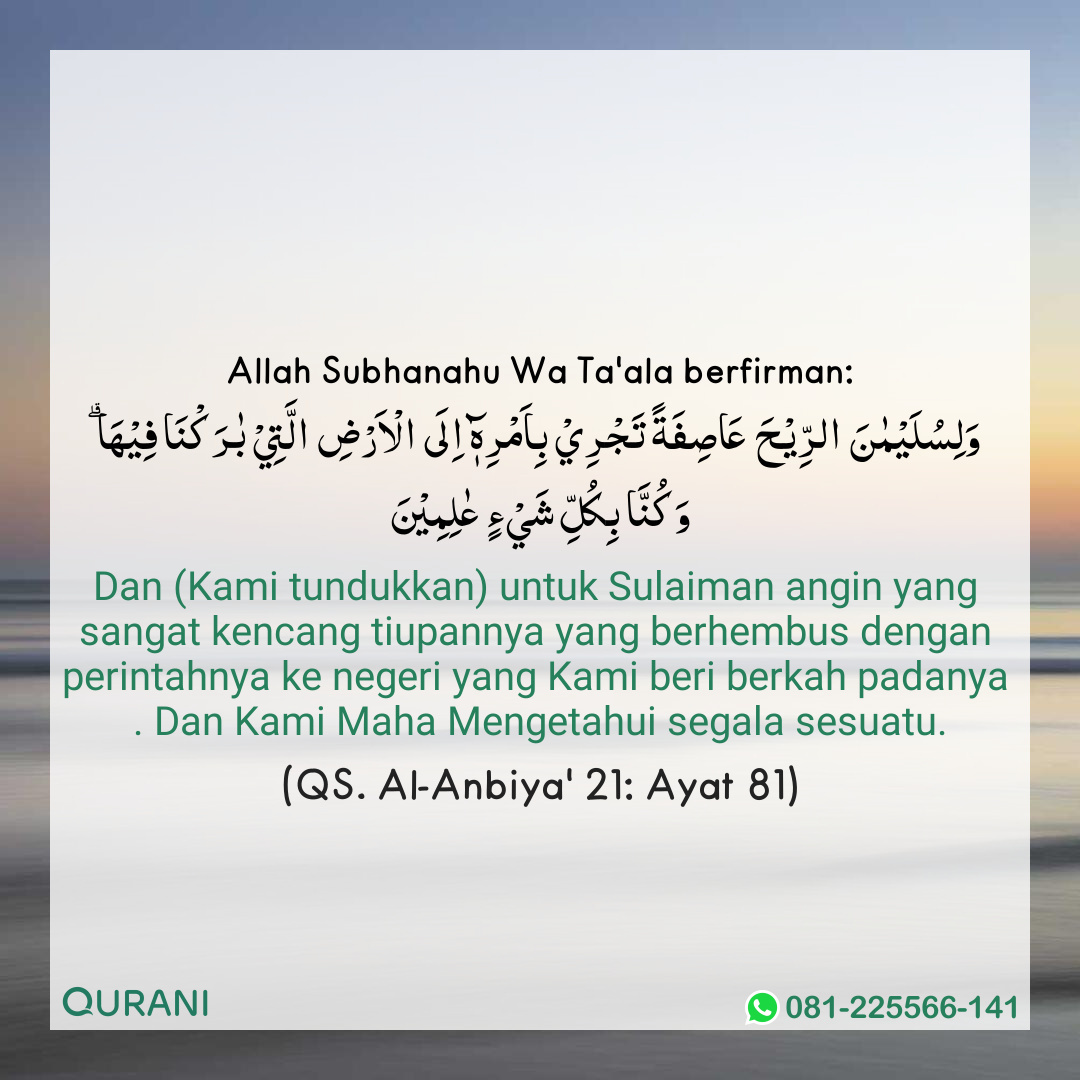 Allah Subhanahu Wa Ta'ala berfirman:
وَلِسُلَيْمٰنَ الرِّيْحَ عَاصِفَةً تَجْرِيْ بِاَمْرِهٖۤ اِلَى الْاَرْضِ الَّتِيْ بٰرَكْنَا فِيْهَا ۗ
وَكُنَّا بِكُلِّ شَيْءٍ عٰلِمِيْنَ
Dan (Kami tundukkan) untuk Sulaiman angin yang
sangat kencang tiupannya yang berhembus dengan
perintahnya ke negeri yang Kami beri berkah padanya
. Dan Kami Maha Mengetahui segala sesuatu.
(QS. Al-Anbiya' 21: Ayat 81)
QURANI
081-225566-141